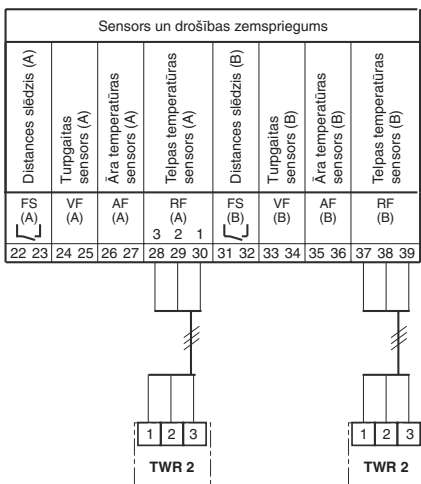 Sensors un drošības zemspriegums
Distances slēdzis (A)
Turpgaitas
sensors (A)
Āra temperatūras
sensors (A)
Telpas temperatūras
sensors (A)
Distances slēdzis (B)
Turpgaitas
sensors (B)
Āra temperatūras
sensors (B)
Telpas temperatūras
sensors (B)
FS VF AF RF FS VF AF RF
(A) (A) (A) (A) (B) (B) (B) (B)
3 2 1
22 23 24 25 26 27 28 29 30 31 32 33 34 35 36 37 38 39
1 2 3 1 2 3
TWR 2 TWR 2